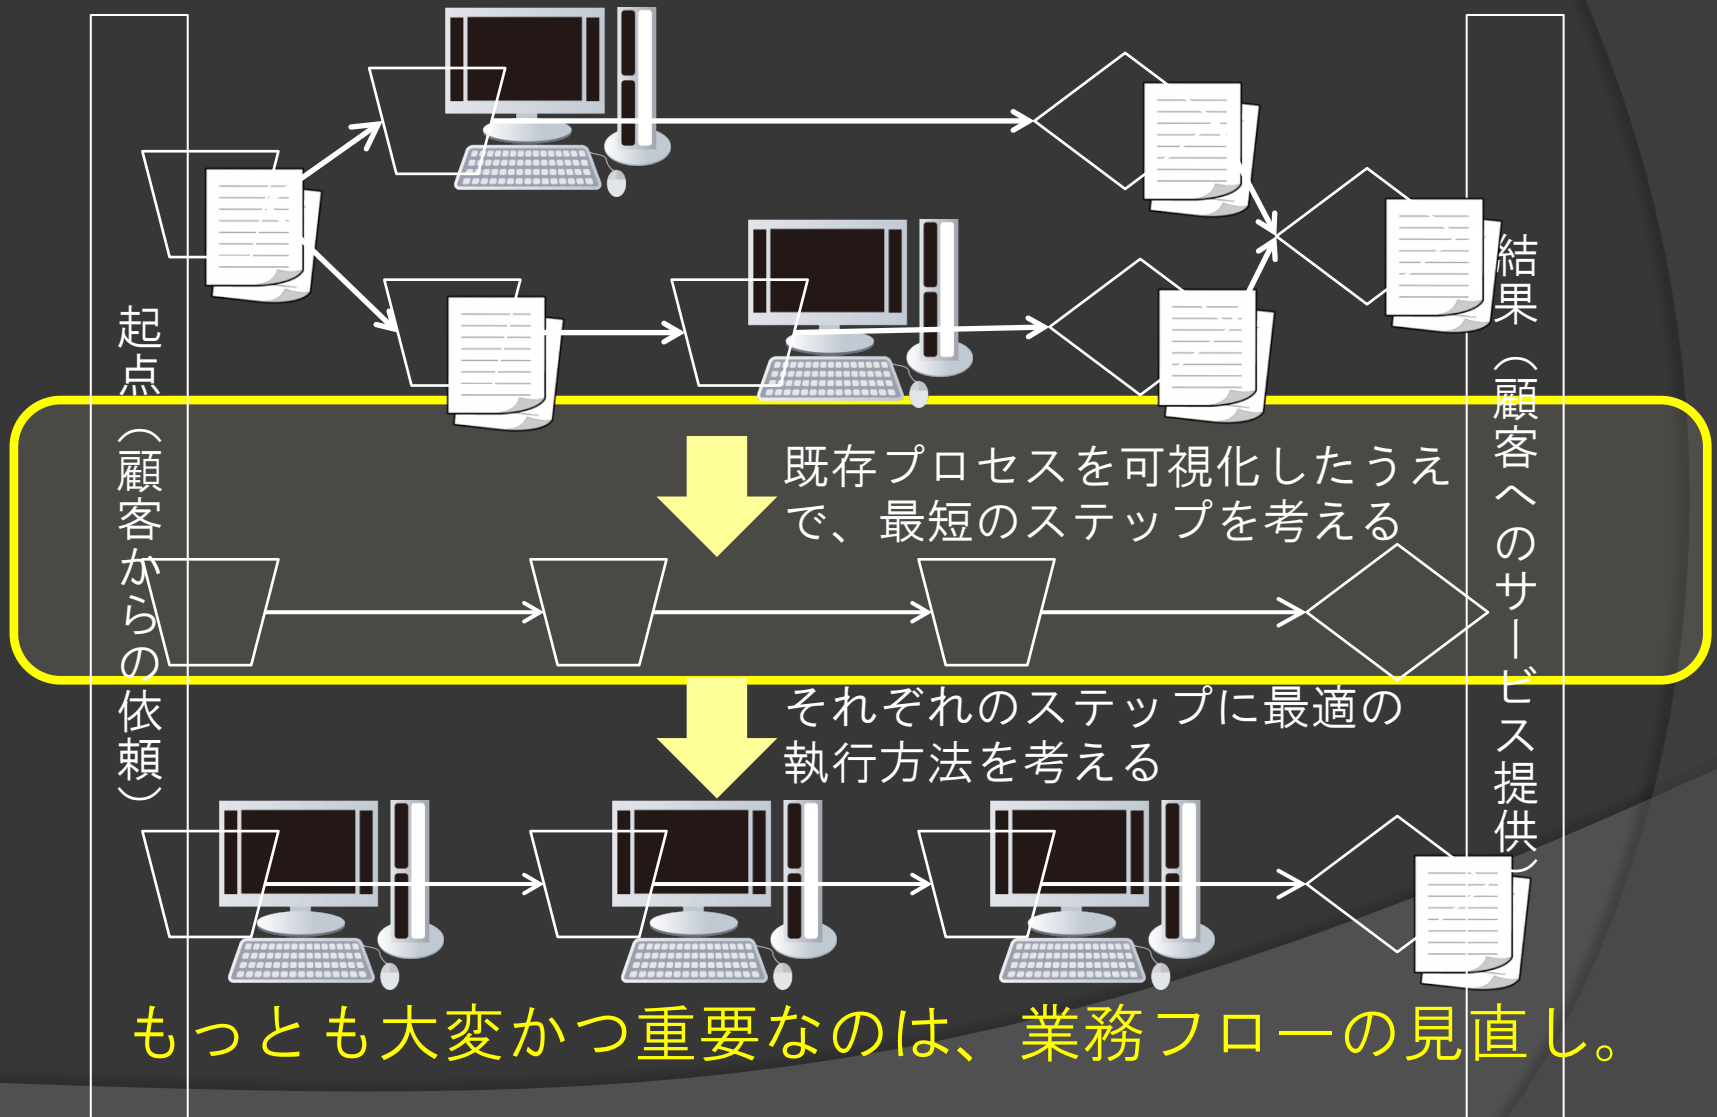 起点（顧客からの依頼）
既存プロセスを可視化したうえ
で、最短のステップを考える
それぞれのステップに最適の
執行方法を考える
結果（顧客へのサービス提供）
もっとも大変かつ重要なのは、業務フローの見直し。